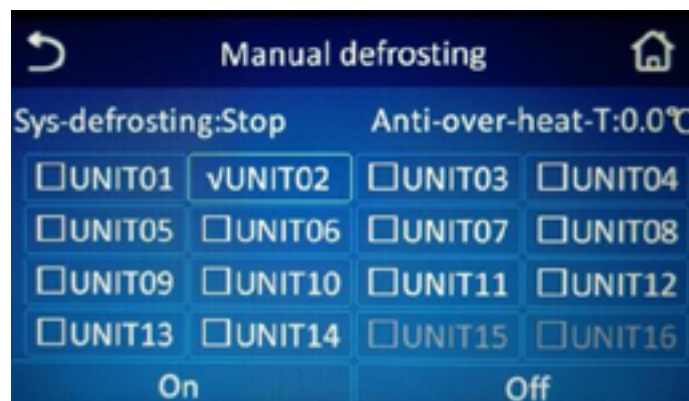 Manual defrosting
Sys-defrosting:Stop Anti-over-heat-T:0.0℃
☐UNIT01 √UNIT02 ☐UNIT03 ☐UNIT04
☐UNIT05 ☐UNIT06 ☐UNIT07 ☐UNIT08
☐UNIT09 ☐UNIT10 ☐UNIT11 ☐UNIT12
☐UNIT13 ☐UNIT14 ☐UNIT15 ☐UNIT16
On Off